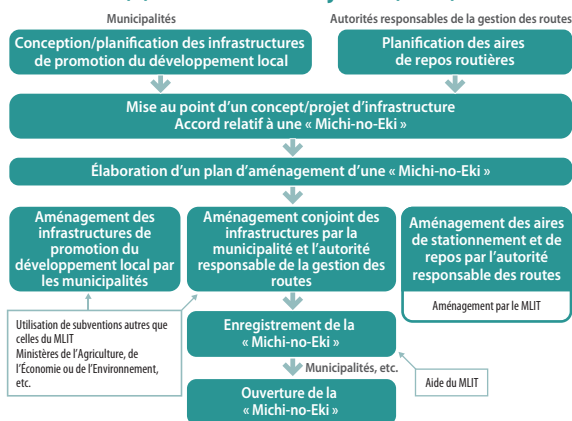 Municipalités
Autorités responsables de la gestion des routes
Conception/planification des infrastructures
de promotion du développement local
Planification des aires
de repos routières
Mise au point d'un concept/projet d'infrastructure
Accord relatif à une « Michi-no-Eki »
Élaboration d'un plan d'aménagement d'une « Michi-no-Eki »
Aménagement des
infrastructures de
promotion du
développement local par
les municipalités
Aménagement conjoint des
infrastructures par la
municipalité et l'autorité
responsable de la gestion des
routes
Aménagement des aires
de stationnement et de
repos par l'autorité
responsable des routes
Aménagement par le MLIT
Utilisation de subventions autres que
celles du MLIT
Ministères de l'Agriculture, de
l'Économie ou de l'Environnement,
etc.
Enregistrement de la
« Michi-no-Eki »
Municipalités, etc.
Aide du MLIT
Ouverture de la
« Michi-no-Eki »